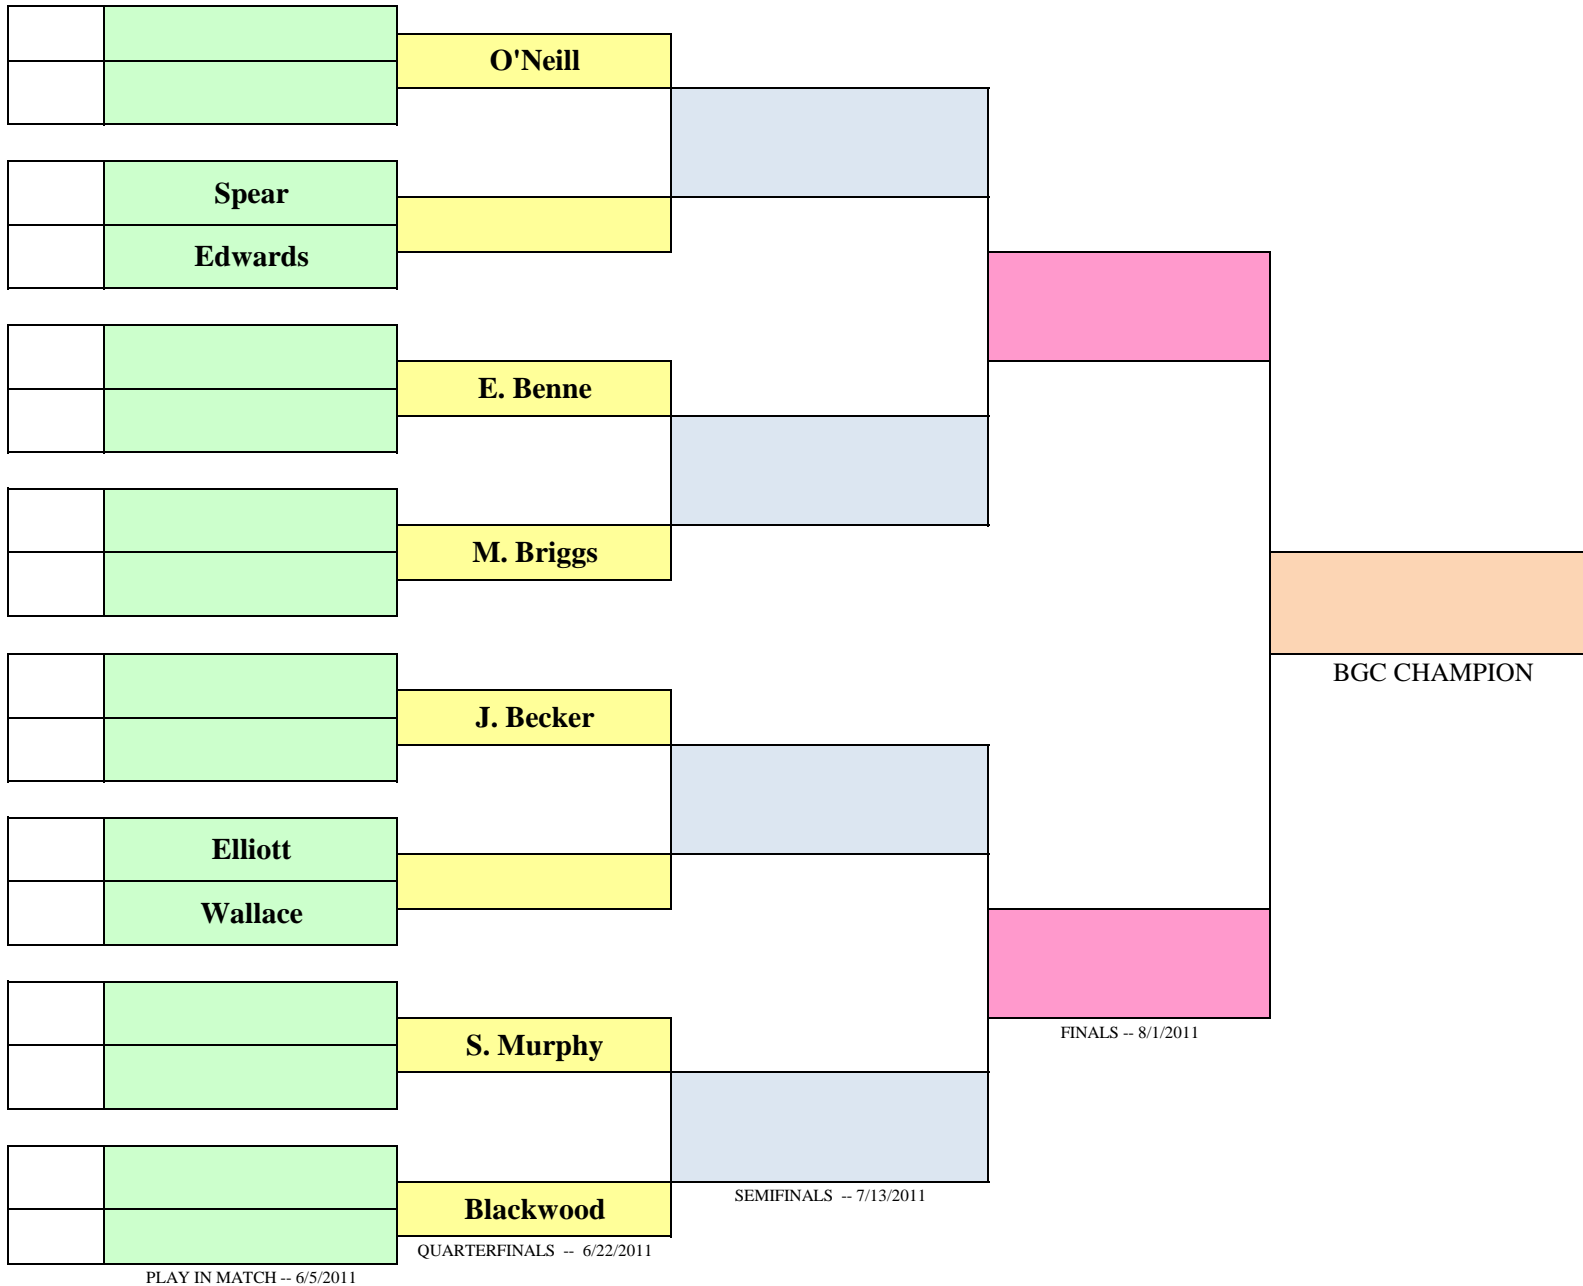 O'Neill
Spear
Edwards
E. Benne
M. Briggs
BGC CHAMPION
J. Becker
Elliott
Wallace
S. Murphy
FINALS -- 8/1/2011
Blackwood
SEMIFINALS -- 7/13/2011
QUARTERFINALS -- 6/22/2011
PLAY IN MATCH -- 6/5/2011